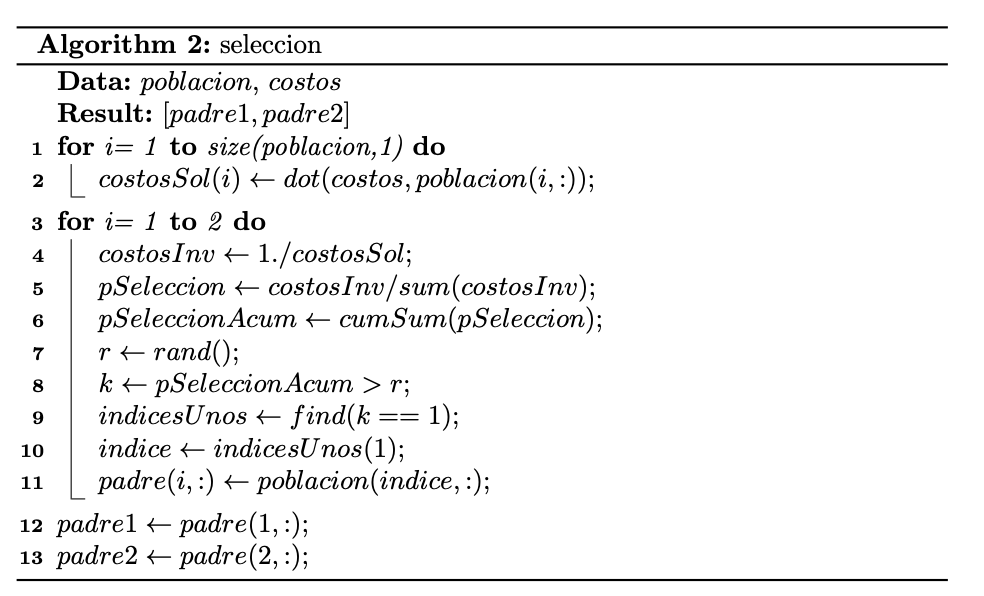 Algorithm 2: seleccion
Data: poblacion, costos
Result: [padre1, padre2]
1 for i= 1 to size(poblacion,1) do
2 costosSol(i) ← dot(costos, poblacion(i, :));
3 for i= 1 to 2 do
4 costosInv ← 1./costosSol;
5 pSeleccion ← costosInv/sum(costosInv);
6 pSeleccionAcum ← cumSum(pSeleccion);
7 r ← rand();
8 k ← pSeleccionAcum > r;
9 indicesUnos ← find(k == 1);
10 indice ← indicesUnos(1);
11 padre(i, :) ← poblacion(indice, :);
12 padre1 ← padre(1, :);
13 padre2 ← padre(2, :);